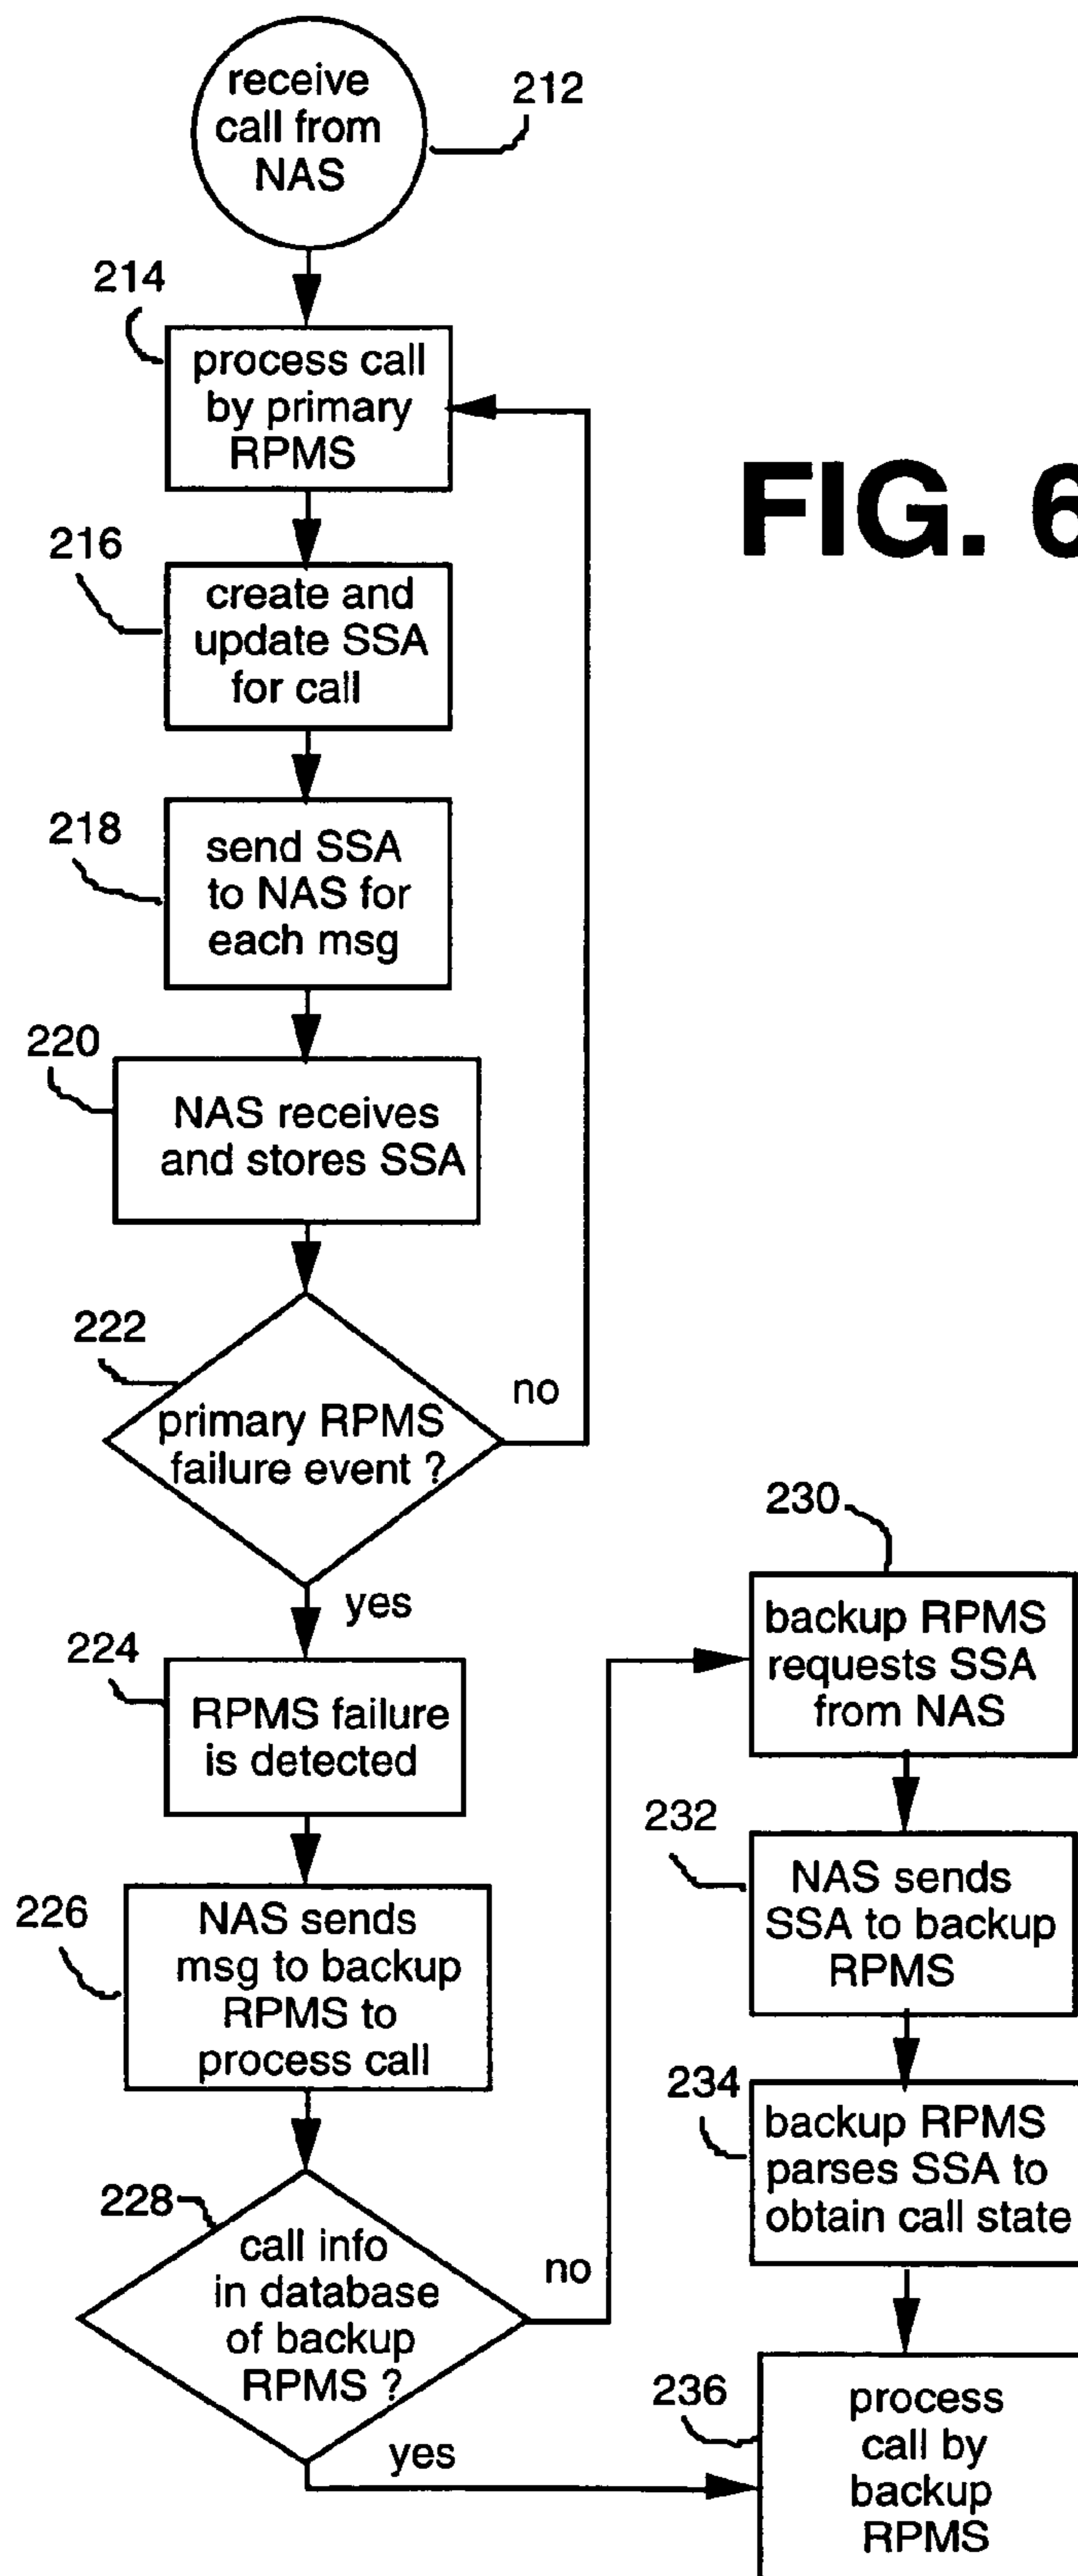 receive
call from
NAS
212
214
process call
by primary
RPMS
FIG. 6
216
create and
update SSA
for call
218
send SSA
to NAS for
each msg
220
NAS receives
and stores SSA
222
primary RPMS
failure event ?
no
yes
224
RPMS failure
is detected
226
NAS sends
msg to backup
RPMS to
process call
228
call info
in database
of backup
RPMS ?
no
yes
230
backup RPMS
requests SSA
from NAS
232
NAS sends
SSA to backup
RPMS
234
backup RPMS
parses SSA to
obtain call state
236
process
call by
backup
RPMS